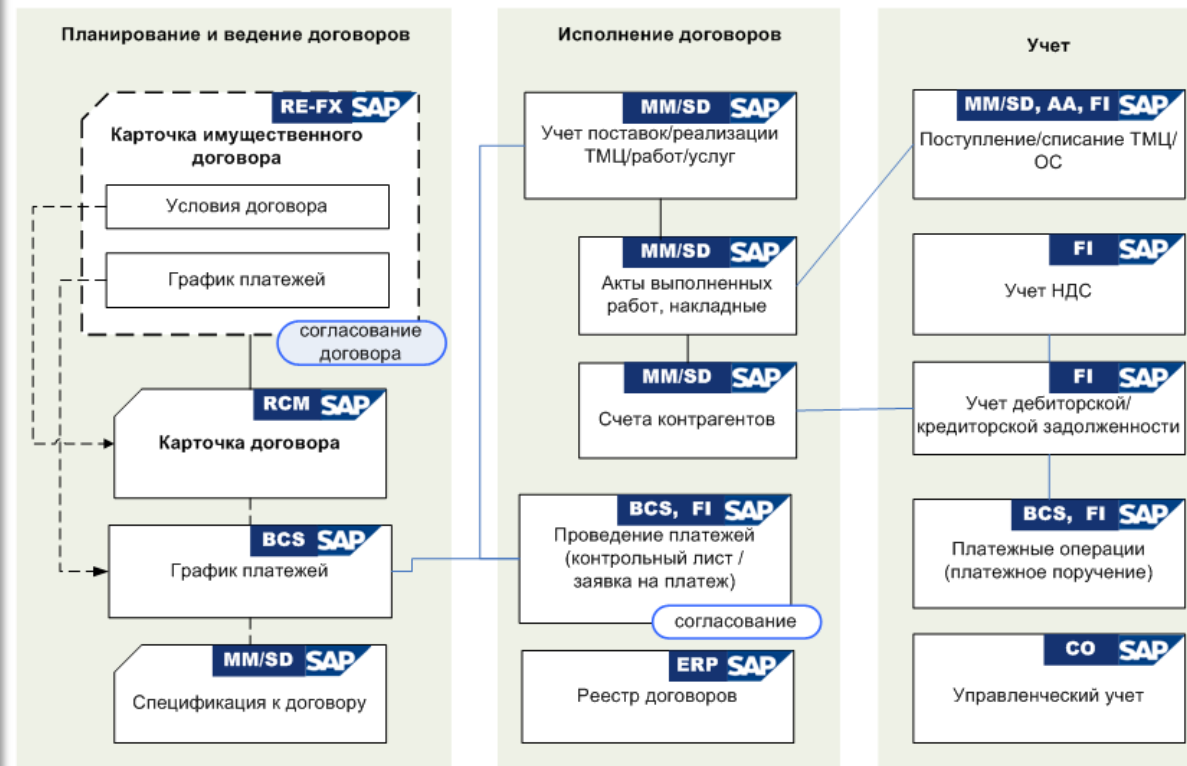 Планирование и ведение договоров
RE-FX SAP
Карточка имущественного
договора
Условия договора
График платежей
согласование
договора
RCM SAP
Карточка договора
BCS SAP
График платежей
MM/SD SAP
Спецификация к договору
Исполнение договоров
MM/SD SAP
Учет поставок/реализации
ТМЦ/работ/услуг
MM/SD SAP
Акты выполненных
работ, накладные
MM/SD SAP
Счета контрагентов
BCS, FI SAP
Проведение платежей
(контрольный лист /
заявка на платеж)
согласование
ERP SAP
Реестр договоров
Учет
MM/SD, AA, FI SAP
Поступление/списание ТМЦ/
ОС
FI SAP
Учет НДС
FI SAP
Учет дебиторской/
кредиторской задолженности
BCS, FI SAP
Платежные операции
(платежное поручение)
CO SAP
Управленческий учет